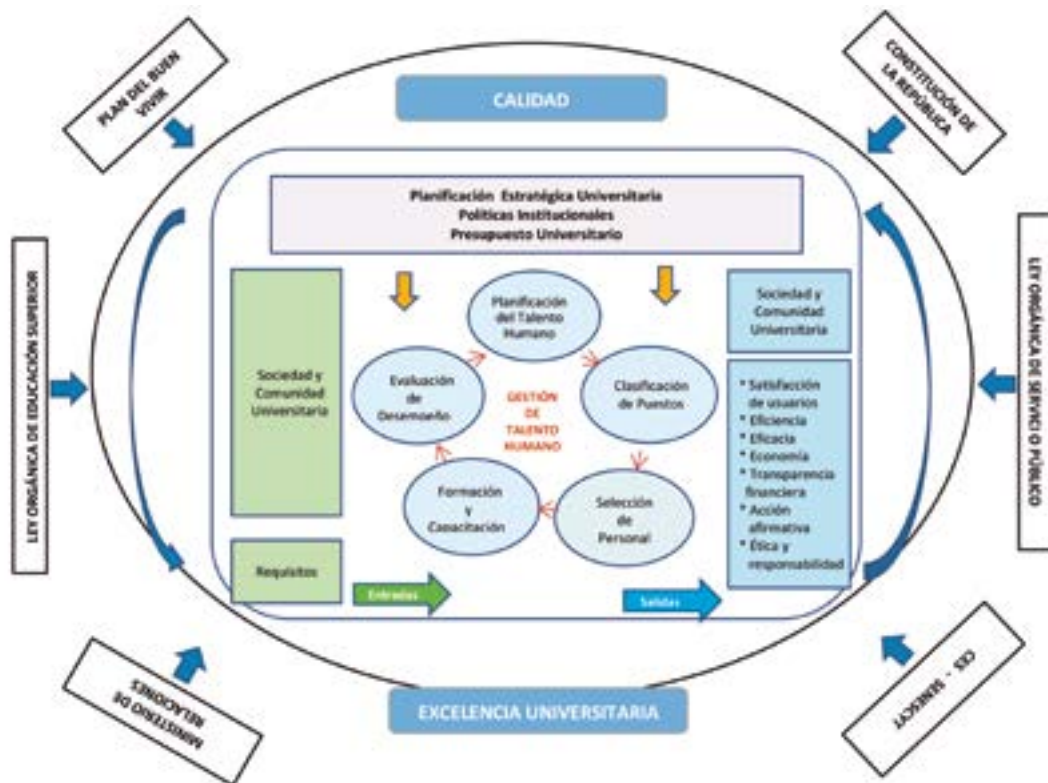 PLAN DEL BUEN
VIVIR
CONSTITUCIÓN DE
LA REPÚBLICA
CALIDAD
Planificación Estratégica Universitaria
Políticas Institucionales
Presupuesto Universitario
LEY ORGÁNICA DE EDUCACIÓN SUPERIOR
LEY ORGÁNICA DE SERVICIO PÚBLICO
Sociedad y
Comunidad
Universitaria
Requisitos
Entradas
Planificación
del Talento
Humano
Clasificación
de Puestos
Selección
de
Personal
Formación
y
Capacitación
Evaluación
de
Desempeño
GESTIÓN
DE
TALENTO
HUMANO
Salidas
Sociedad y
Comunidad
Universitaria
* Satisfacción
de usuarios
* Eficiencia
* Eficacia
* Economía
* Transparencia
financiera
* Acción
afirmativa
* Ética y
responsabilidad
MINISTERIO DE
RELACIONES
CES - SENESCYT
EXCELENCIA UNIVERSITARIA